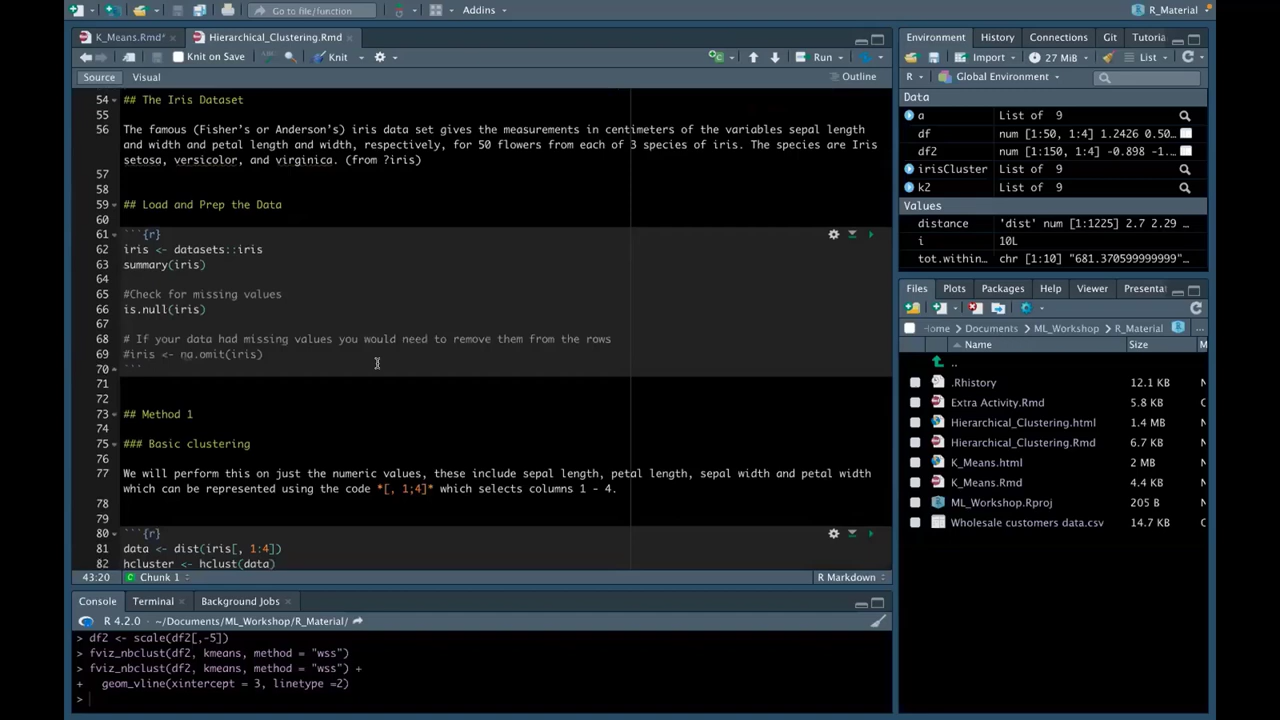 Go to file/function
Addins
R_Material
K_Means.Rmd*
Hierarchical_Clustering.Rmd
Knit on Save
Knit
Run
Source
Visual
Outline
54
## The Iris Dataset
55
56
The famous (Fisher's or Anderson's) iris data set gives the measurements in centimeters of the variables sepal length
and width and petal length and width, respectively, for 50 flowers from each of 3 species of iris. The species are Iris
setosa, versicolor, and virginica. (from ?iris)
57
58
59
## Load and Prep the Data
60
61
```{r}
62
iris <- datasets::iris
63
summary(iris)
64
65
#Check for missing values
66
is.null(iris)
67
68
# If your data had missing values you would need to remove them from the rows
69
#iris <- na.omit(iris)
70
```
71
72
73
## Method 1
74
75
### Basic clustering
76
77
We will perform this on just the numeric values, these include sepal length, petal length, sepal width and petal width
which can be represented using the code *[, 1;4]* which selects columns 1 - 4.
78
79
80
```{r}
81
data <- dist(iris[, 1:4])
82
hcluster <- hclust(data)
43:20
Chunk 1
R Markdown
Console
Terminal
Background Jobs
R 4.2.0 · ~/Documents/ML_Workshop/R_Material/
> df2 <- scale(df2[,-5])
> fviz_nbclust(df2, kmeans, method = "wss")
> fviz_nbclust(df2, kmeans, method = "wss") +
+ geom_vline(xintercept = 3, linetype =2)
>
Environment
History
Connections
Git
Tutoria
Import
27 MiB
List
R
Global Environment
Data
a
List of 9
df
num [1:50, 1:4] 1.2426 0.50…
df2
num [1:150, 1:4] -0.898 -1.…
irisCluster
List of 9
k2
List of 9
Values
distance
'dist' num [1:1225] 2.7 2.29 …
i
10L
tot.within…
chr [1:10] "681.370599999999"…
Files
Plots
Packages
Help
Viewer
Presenta
Home
Documents
ML_Workshop
R_Material
...
Name
Size
..
.Rhistory
12.1 KB
Extra Activity.Rmd
5.8 KB
Hierarchical_Clustering.html
1.4 MB
Hierarchical_Clustering.Rmd
6.7 KB
K_Means.html
2 MB
K_Means.Rmd
4.4 KB
ML_Workshop.Rproj
205 B
Wholesale customers data.csv
14.7 KB